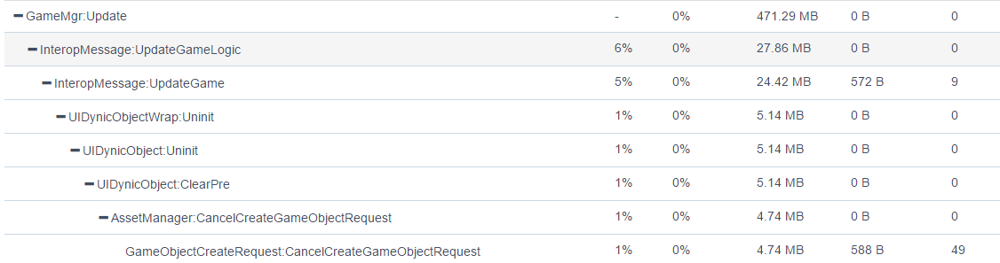 GameMgr:Update - 0% 471.29 MB 0 B 0
InteropMessage:UpdateGameLogic 6% 0% 27.86 MB 0 B 0
InteropMessage:UpdateGame 5% 0% 24.42 MB 572 B 9
UIDynicObjectWrap:Uninit 1% 0% 5.14 MB 0 B 0
UIDynicObject:Uninit 1% 0% 5.14 MB 0 B 0
UIDynicObject:ClearPre 1% 0% 5.14 MB 0 B 0
AssetManager:CancelCreateGameObjectRequest 1% 0% 4.74 MB 0 B 0
GameObjectCreateRequest:CancelCreateGameObjectRequest 1% 0% 4.74 MB 588 B 49